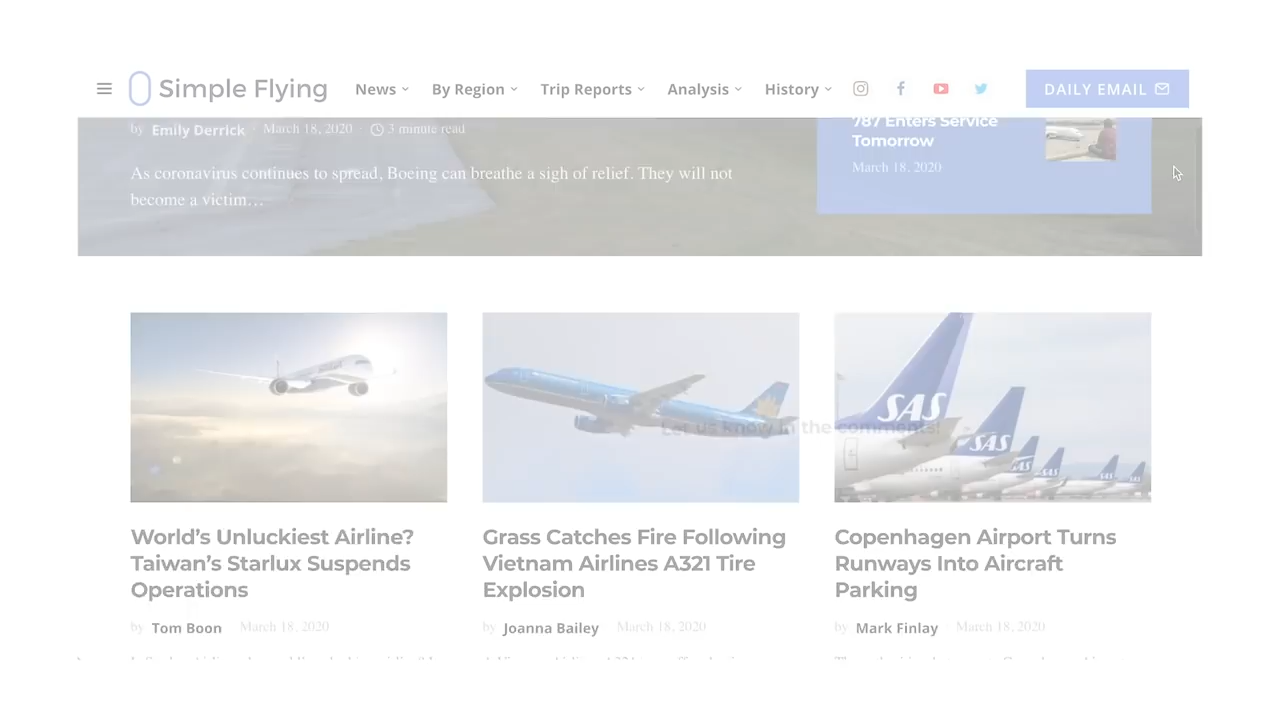 Simple Flying
News
By Region
Trip Reports
Analysis
History
DAILY EMAIL
by Emily Derrick · March 18, 2020 · 3 minute read
As coronavirus continues to spread, Boeing can breathe a sigh of relief. They will not
become a victim…
787 Enters Service
Tomorrow
March 18, 2020
SAS
SAS
SAS
SAS
Let us know in the comments!
World’s Unluckiest Airline?
Taiwan’s Starlux Suspends
Operations
by Tom Boon March 18, 2020
Grass Catches Fire Following
Vietnam Airlines A321 Tire
Explosion
by Joanna Bailey March 18, 2020
Copenhagen Airport Turns
Runways Into Aircraft
Parking
by Mark Finlay March 18, 2020